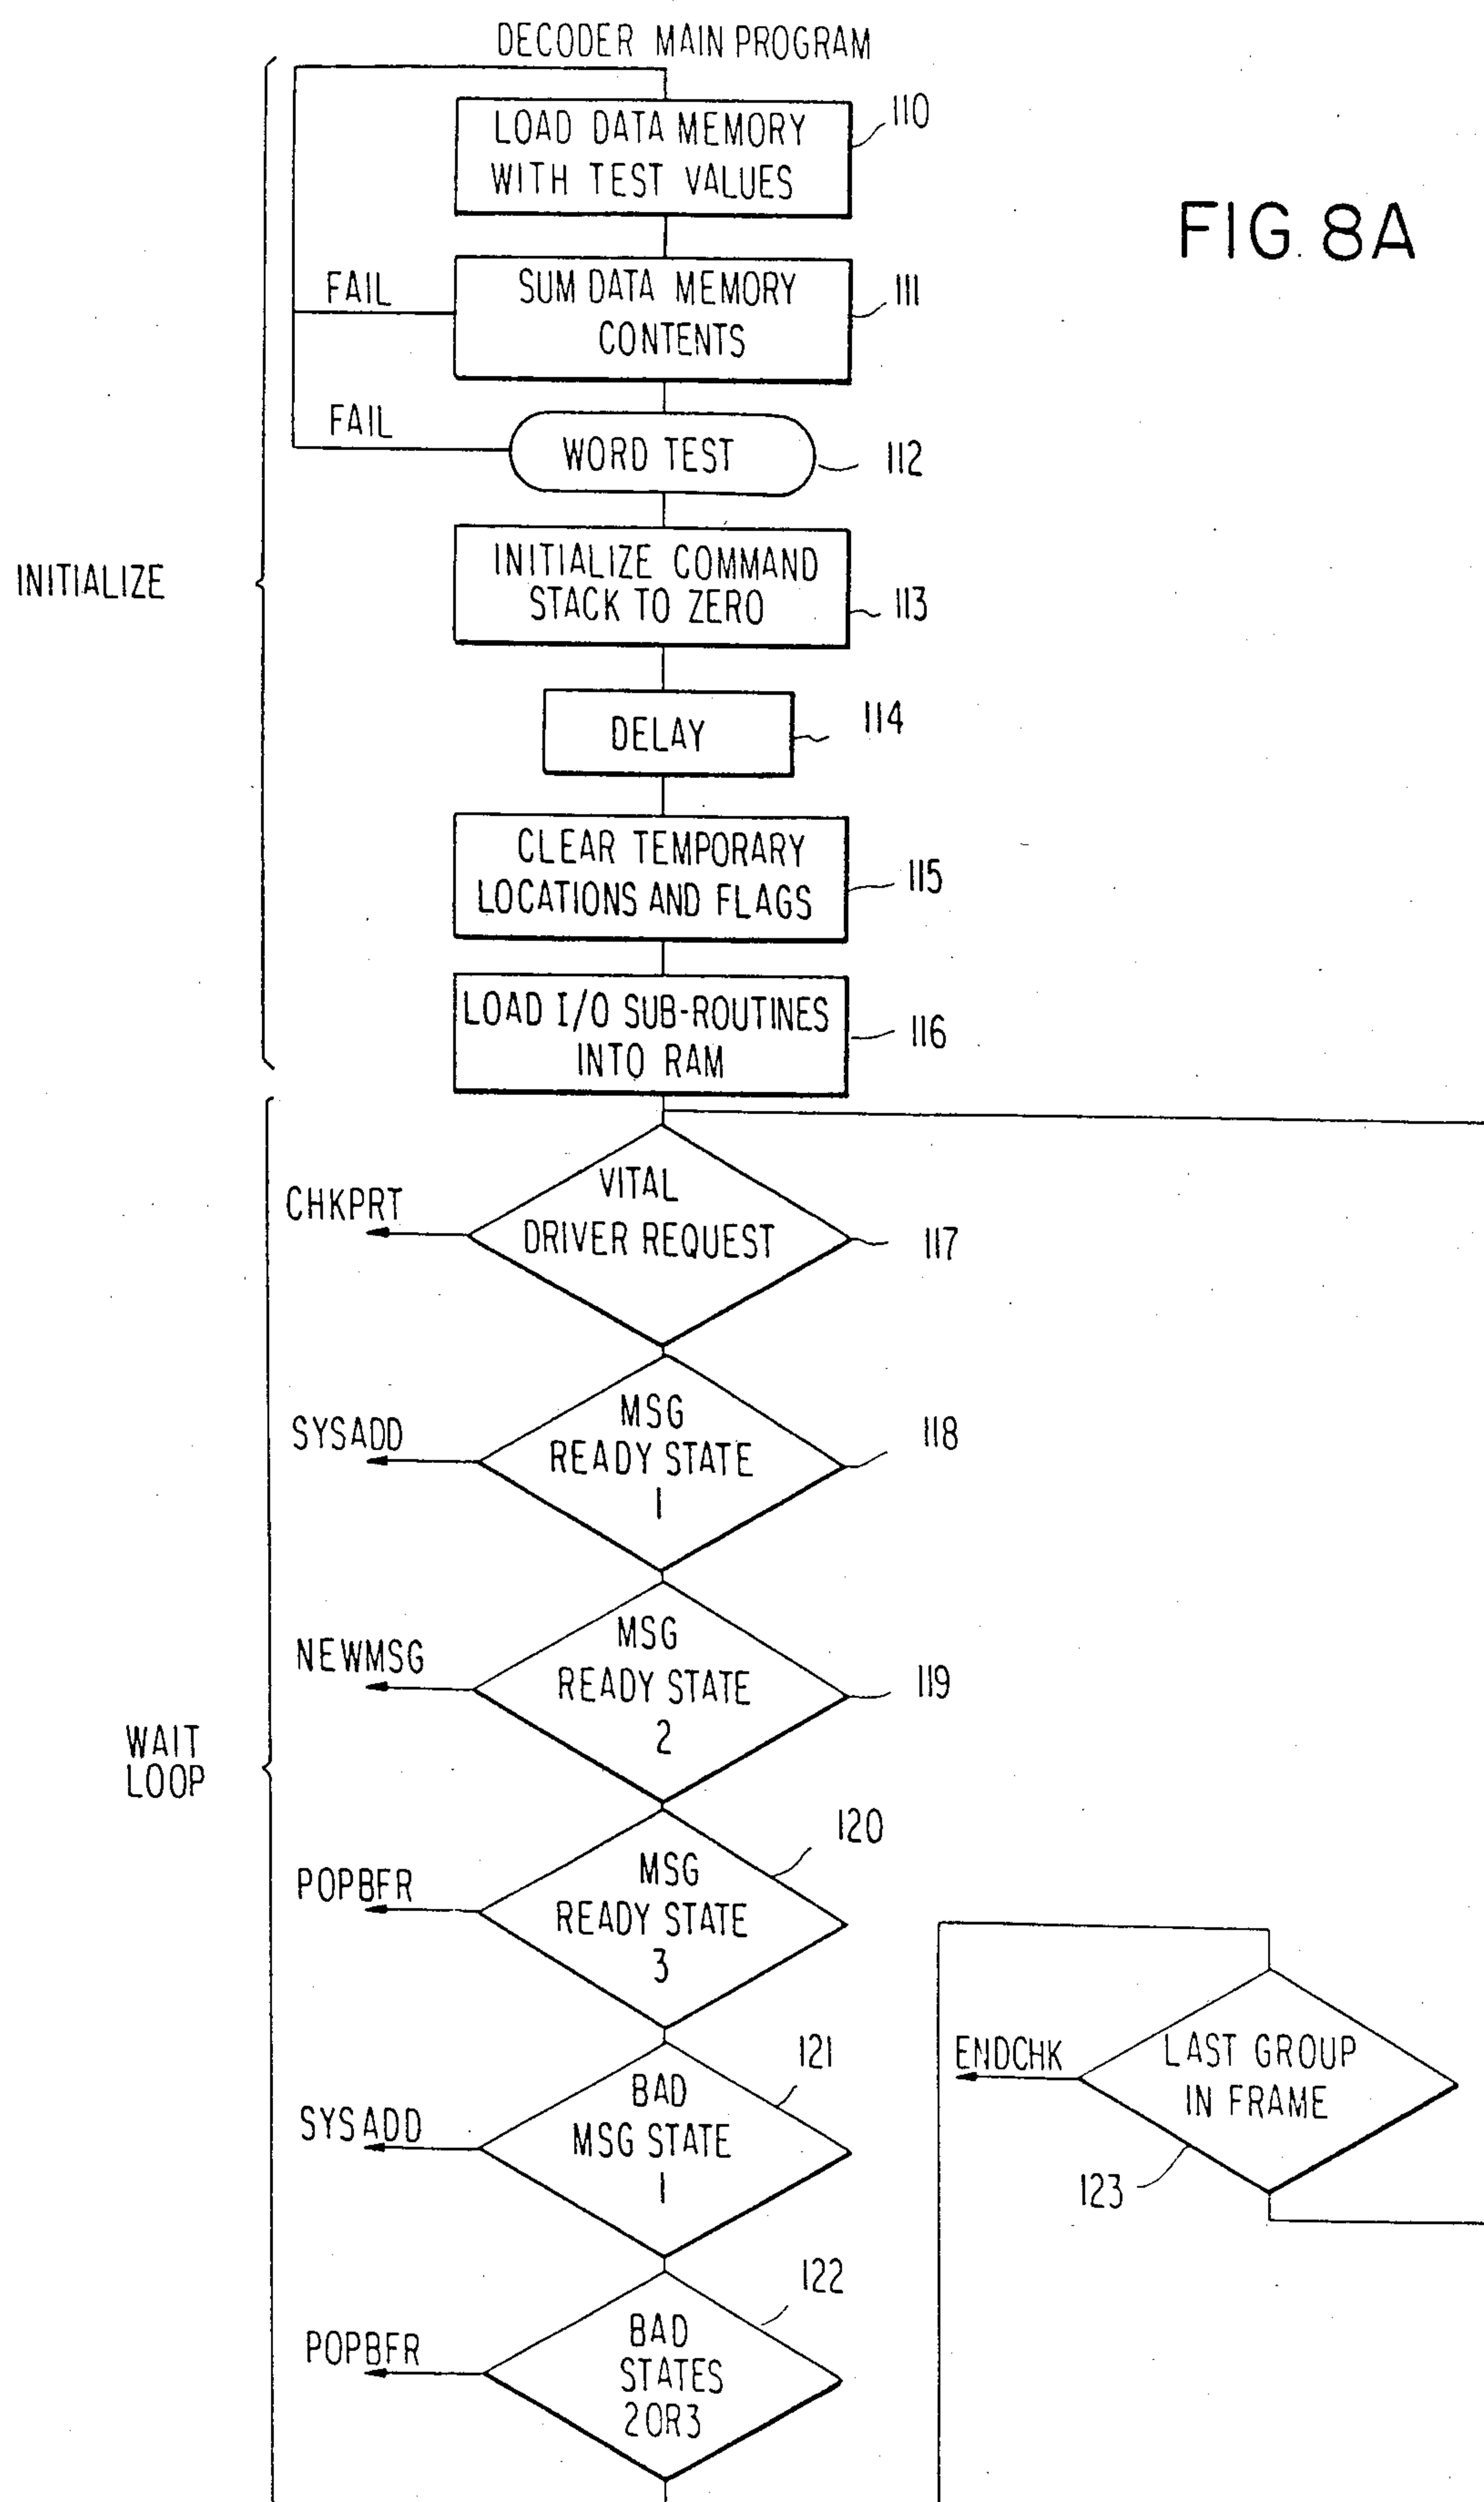 DECODER MAIN PROGRAM
LOAD DATA MEMORY
WITH TEST VALUES
110
FIG. 8A
FAIL
SUM DATA MEMORY
CONTENTS
111
FAIL
WORD TEST
112
INITIALIZE
INITIALIZE COMMAND
STACK TO ZERO
113
DELAY
114
CLEAR TEMPORARY
LOCATIONS AND FLAGS
115
LOAD I/O SUB-ROUTINES
INTO RAM
116
CHKPRT
VITAL
DRIVER REQUEST
117
SYSADD
MSG
READY STATE
1
118
NEWMSG
MSG
READY STATE
2
119
WAIT
LOOP
POPBFR
MSG
READY STATE
3
120
SYSADD
BAD
MSG STATE
1
121
ENDCHK
LAST GROUP
IN FRAME
123
POPBFR
BAD
STATES
2OR3
122